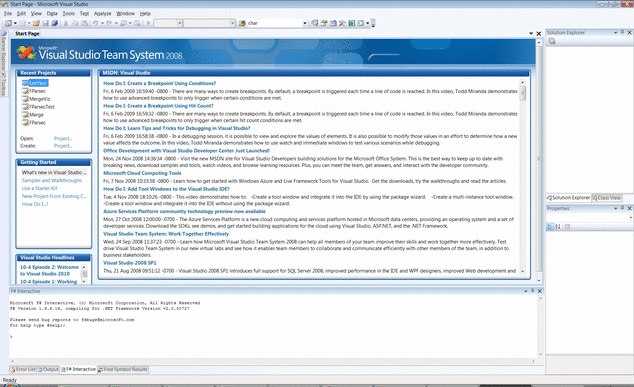 Start Page - Microsoft Visual Studio
File Edit View Data Tools Test Analyze Window Help
char
Server Explorer
Toolbox
Start Page
Microsoft
Visual Studio Team System 2008
Recent Projects
FParsec
MergeViz
FParsecTest
Merge
FParsec
Open: Project...
Create: Project...
Getting Started
What's new in Visual Studio ...
Samples and Walkthroughs
Use a Starter Kit
New Project From Existing C...
How Do I...?
Visual Studio Headlines
10-4 Episode 2: Welcome
to Visual Studio 2010
10-4 Episode 1: Working
MSDN: Visual Studio
How Do I: Create a Breakpoint Using Conditions?
Fri, 6 Feb 2009 16:59:40 -0800 - There are many ways to create breakpoints. By default, a breakpoint is triggered each time a line of code is reached. In this video, Todd Miranda demonstrates
how to use advanced breakpoints to only trigger when certain conditions are met.
How Do I: Create a Breakpoint Using Hit Count?
Fri, 6 Feb 2009 16:59:32 -0800 - There are many ways to create breakpoints. By default, a breakpoint is triggered each time a line of code is reached. In this video, Todd Miranda demonstrates
how to use advanced breakpoints to only trigger when certain hit count conditions are met.
How Do I: Learn Tips and Tricks for Debugging in Visual Studio?
Fri, 6 Feb 2009 16:58:38 -0800 - In a debugging session, it is possible to view and explore the values of elements. It is also possible to modify those values in an effort to determine how a new
value affects the outcome. In this video, Todd Miranda demonstrates how to use watch and immediate windows to test various scenarios while debugging.
Office Development with Visual Studio Developer Center Just Launched!
Mon, 24 Nov 2008 14:36:34 -0800 - Visit the new MSDN site for Visual Studio Developers building solutions for the Microsoft Office System. This is the best way to keep up to date with
breaking news, download samples and tools, watch videos, and browse learning resources. Plus, you can meet the team, get answers, and interact with the developer community.
Microsoft Cloud Computing Tools
Fri, 7 Nov 2008 10:33:58 -0800 - Learn how to get started with Windows Azure and Live Framework Tools for Visual Studio. Get the downloads, try the walkthroughs and read the articles.
How Do I: Add Tool Windows to the Visual Studio IDE?
Tue, 4 Nov 2008 18:10:26 -0800 - This video demonstrates how to: -Create a tool window and integrate it into the IDE by using the package wizard. -Create a multi-instance tool window.
-Create a tool window and integrate it into the IDE without using the package wizard.
Azure Services Platform community technology preview now available
Mon, 27 Oct 2008 12:00:00 -0700 - The Azure Services Platform is a new cloud computing and services platform hosted in Microsoft data centers, providing an operating system and a set of
developer services. Download the SDKs, see demos, and get started building applications for the cloud using Visual Studio, ASP.NET, and the .NET Framework.
Visual Studio Team System: Work Together Effectively
Wed, 24 Sep 2008 11:37:23 -0700 - Learn how Microsoft Visual Studio Team System 2008 can help all members of your team improve their skills and work together more effectively. Test
drive Visual Studio Team System in our new virtual labs and see how it enables team members to collaborate and communicate effectively with other members of the team, in addition to
business stakeholders.
Visual Studio 2008 SP1
Thu, 21 Aug 2008 09:51:12 -0700 - Visual Studio 2008 SP1 introduces full support for SQL Server 2008, improved performance in the IDE and WPF designers, improved Web development and
Solution Explorer
Solution Explorer Class View
Properties
F# Interactive
Microsoft F# Interactive, (c) Microsoft Corporation, All Rights Reserved
F# Version 1.9.6.16, compiling for .NET Framework Version v2.0.50727
Please send bug reports to fsbugs@microsoft.com
For help type #help;;
>
Error List Output F# Interactive Find Symbol Results
Ready